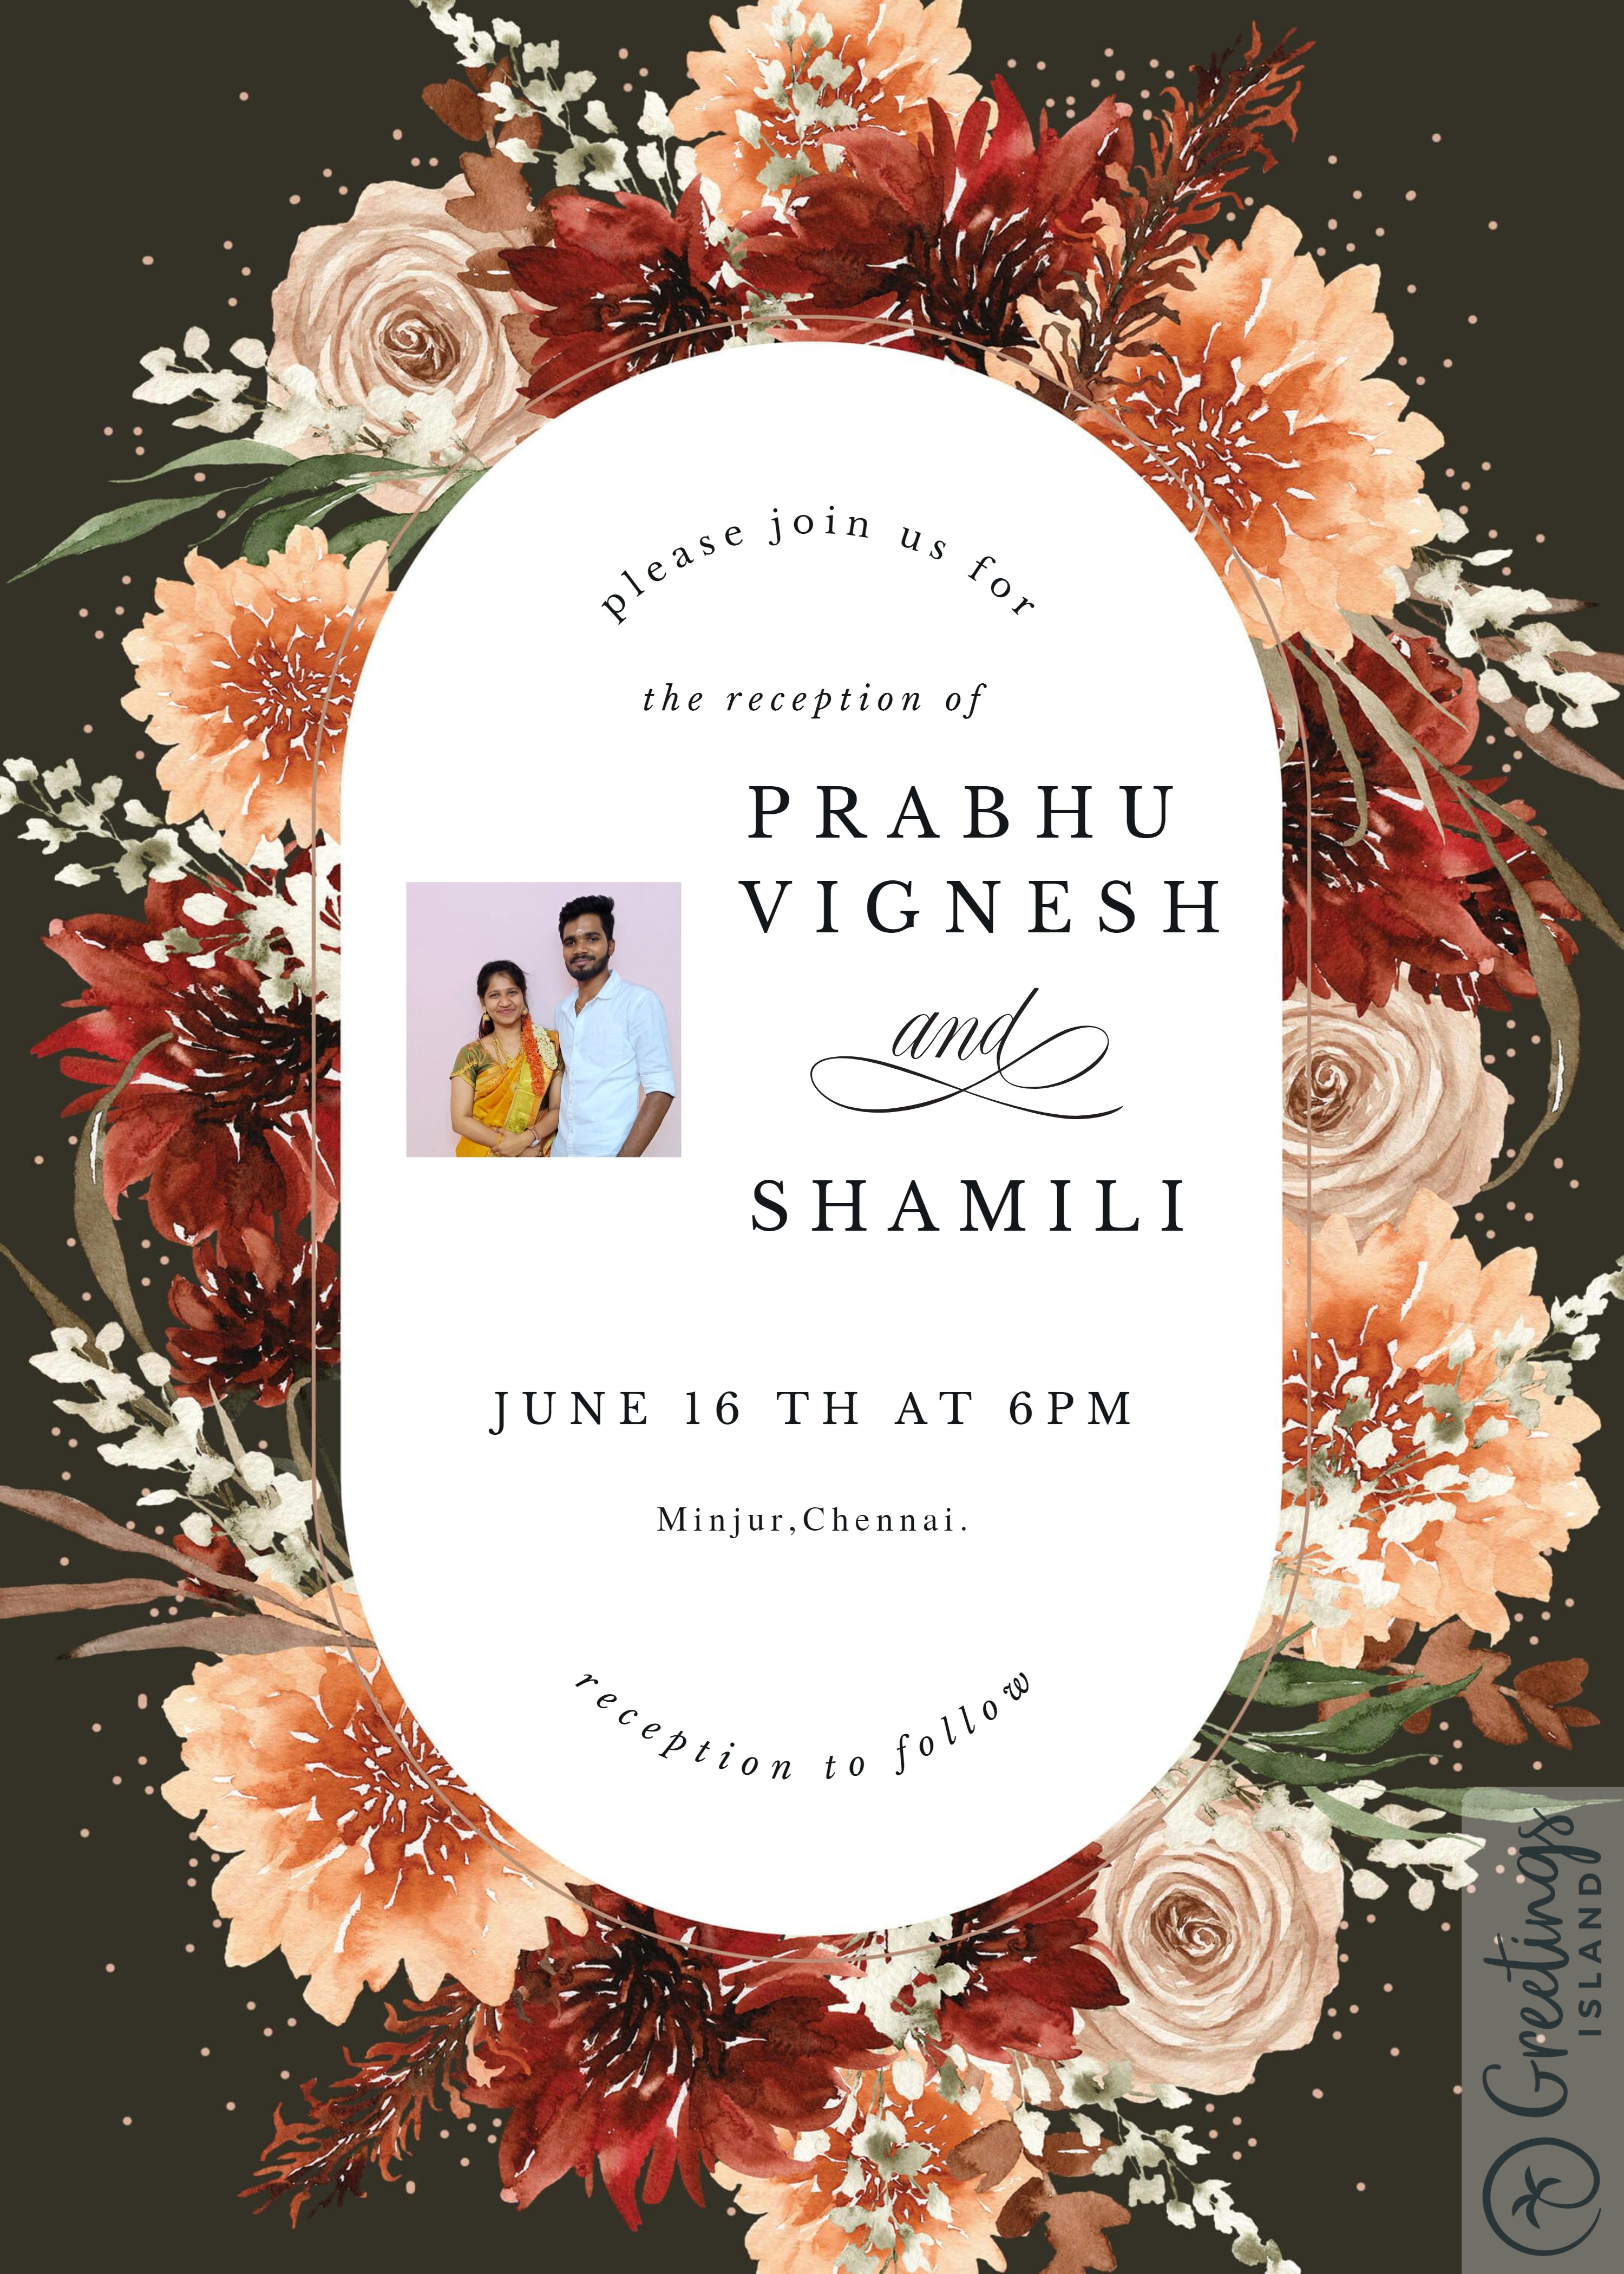 please join us for
the reception of
PRABHU
VIGNESH
and
SHAMILI
JUNE 16 TH AT 6PM
Minjur,Chennai.
reception to follow
Greetings
ISLAND